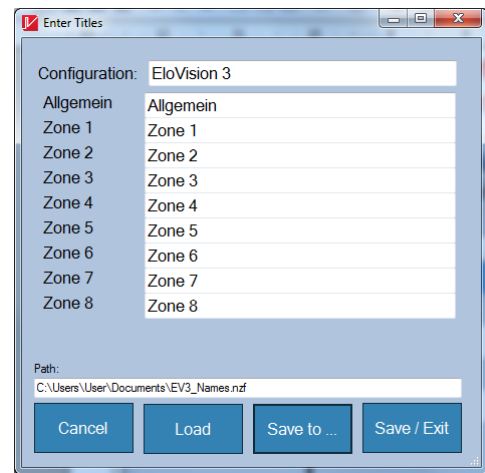 Enter Titles
Configuration: EloVision 3
Allgemein Allgemein
Zone 1 Zone 1
Zone 2 Zone 2
Zone 3 Zone 3
Zone 4 Zone 4
Zone 5 Zone 5
Zone 6 Zone 6
Zone 7 Zone 7
Zone 8 Zone 8
Path:
C:\Users\User\Documents\EV3_Names.nzf
Cancel Load Save to ... Save / Exit